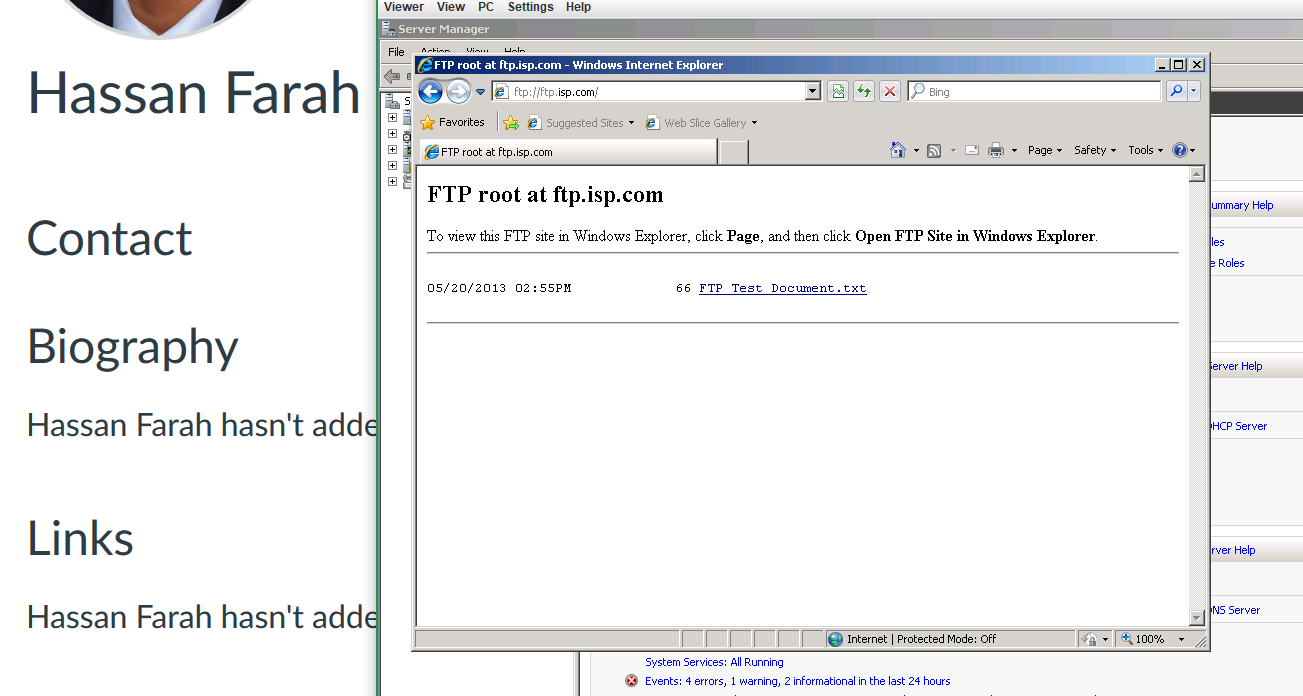 Hassan Farah
Contact
Biography
Hassan Farah hasn't adde
Links
Hassan Farah hasn't adde
Viewer View PC Settings Help
Server Manager
File Action View Help
FTP root at ftp.isp.com - Windows Internet Explorer
ftp://ftp.isp.com/
Bing
Favorites Suggested Sites Web Slice Gallery
FTP root at ftp.isp.com
Page Safety Tools
FTP root at ftp.isp.com
To view this FTP site in Windows Explorer, click Page, and then click Open FTP Site in Windows Explorer.
05/20/2013 02:55PM 66 FTP Test Document.txt
Internet | Protected Mode: Off
100%
ummary Help
les
e Roles
Server Help
HCP Server
rver Help
NS Server
System Services: All Running
Events: 4 errors, 1 warning, 2 informational in the last 24 hours